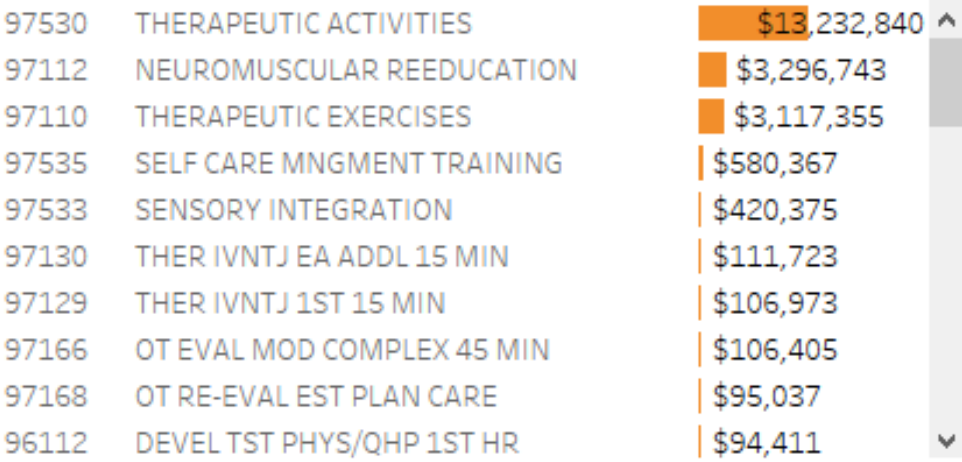 97530 THERAPEUTIC ACTIVITIES $13,232,840
97112 NEUROMUSCULAR REEDUCATION $3,296,743
97110 THERAPEUTIC EXERCISES $3,117,355
97535 SELF CARE MNGMENT TRAINING $580,367
97533 SENSORY INTEGRATION $420,375
97130 THER IVNTJ EA ADDL 15 MIN $111,723
97129 THER IVNTJ 1ST 15 MIN $106,973
97166 OT EVAL MOD COMPLEX 45 MIN $106,405
97168 OT RE-EVAL EST PLAN CARE $95,037
96112 DEVEL TST PHYS/QHP 1ST HR $94,411